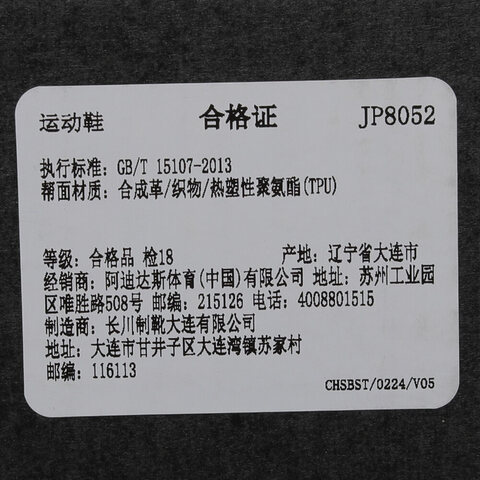 运动鞋 合格证 JP8052
执行标准: GB/T 15107-2013
帮面材质: 合成革/织物/热塑性聚氨酯(TPU)
等级: 合格品 检18 产地: 辽宁省大连市
经销商: 阿迪达斯体育(中国)有限公司 地址: 苏州工业园
区唯胜路508号 邮编: 215126 电话: 4008801515
制造商: 长川制靴大连有限公司
地址: 大连市甘井子区大连湾镇苏家村
邮编: 116113
CHSBST/0224/V05